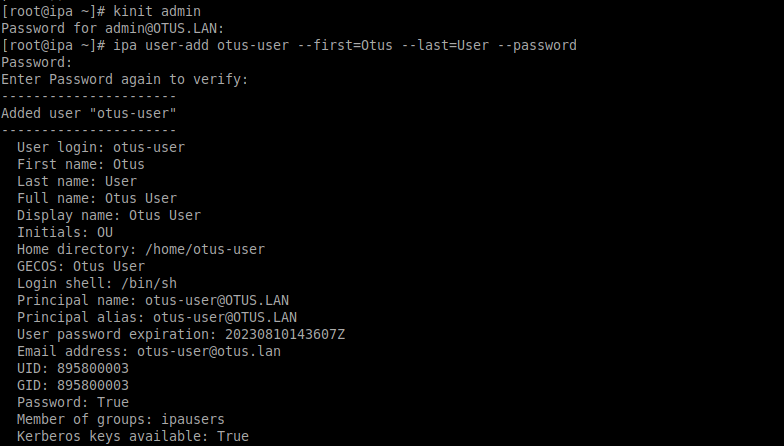 [root@ipa ~]# kinit admin
Password for admin@OTUS.LAN:
[root@ipa ~]# ipa user-add otus-user --first=Otus --last=User --password
Password:
Enter Password again to verify:
----------------------
Added user "otus-user"
----------------------
  User login: otus-user
  First name: Otus
  Last name: User
  Full name: Otus User
  Display name: Otus User
  Initials: OU
  Home directory: /home/otus-user
  GECOS: Otus User
  Login shell: /bin/sh
  Principal name: otus-user@OTUS.LAN
  Principal alias: otus-user@OTUS.LAN
  User password expiration: 20230810143607Z
  Email address: otus-user@otus.lan
  UID: 895800003
  GID: 895800003
  Password: True
  Member of groups: ipausers
  Kerberos keys available: True